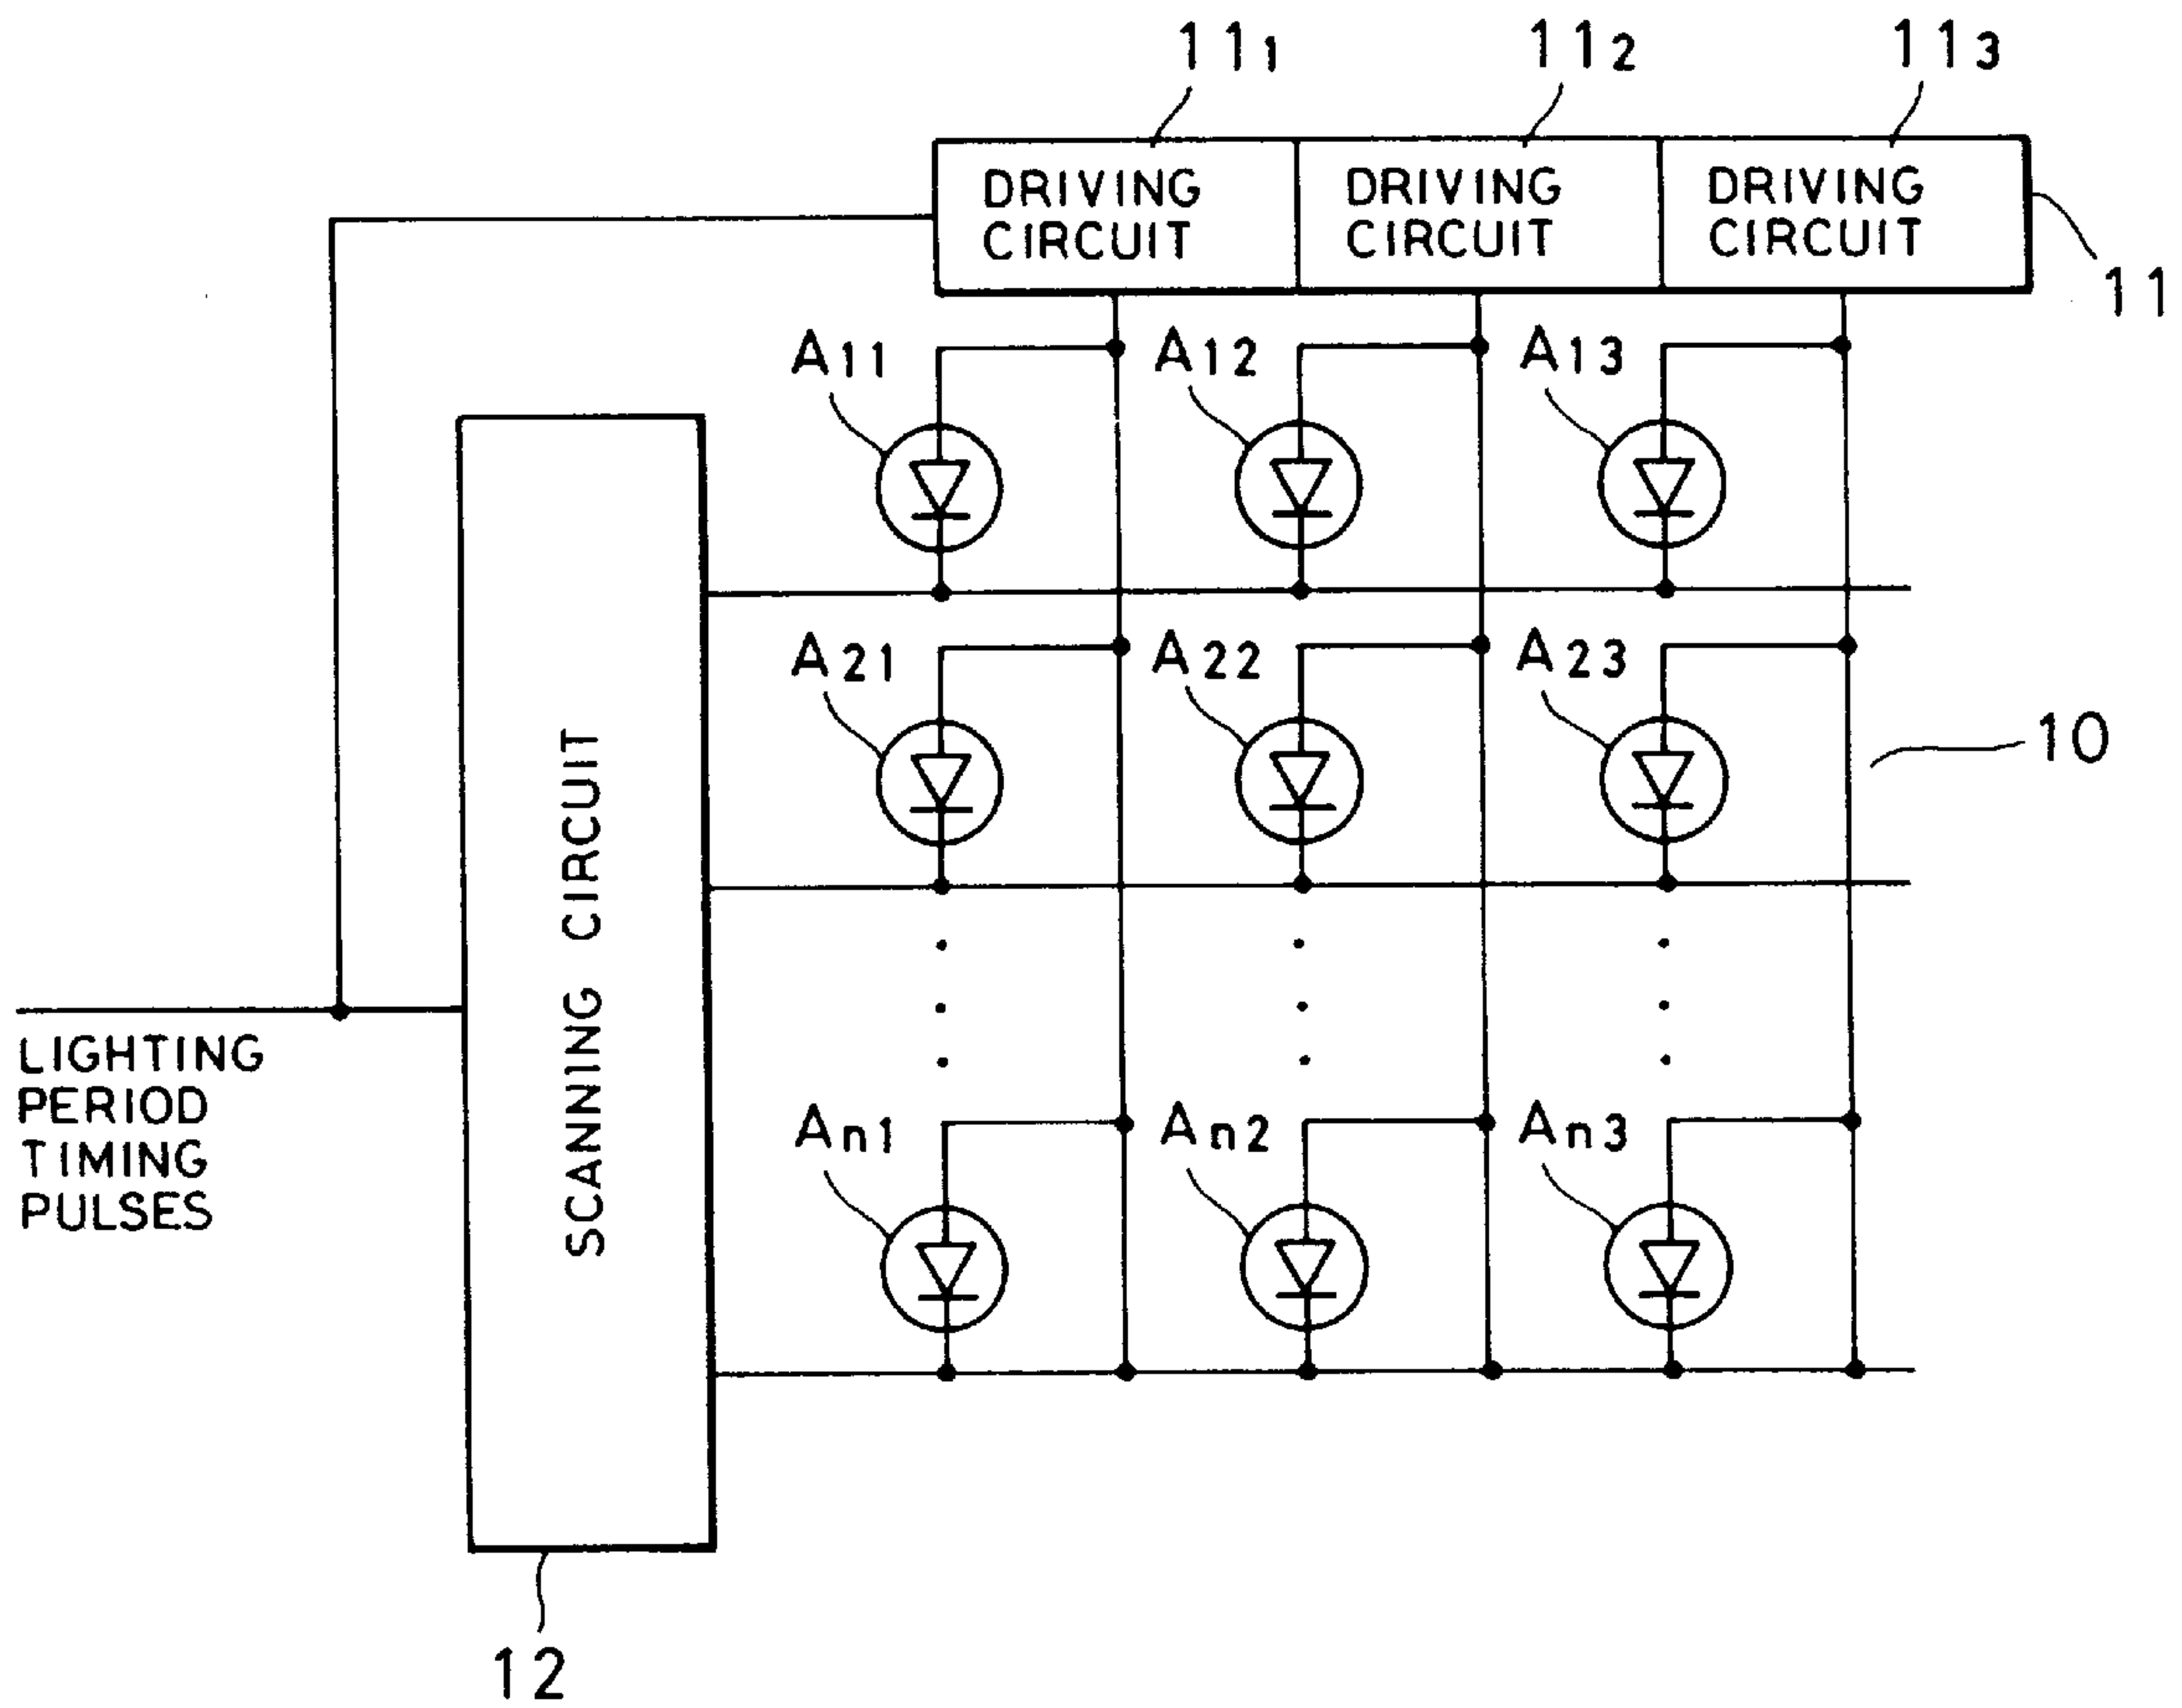 11₁ 11₂ 11₃
DRIVING CIRCUIT
DRIVING CIRCUIT
DRIVING CIRCUIT
11
A₁₁ A₁₂ A₁₃
A₂₁ A₂₂ A₂₃
10
SCANNING CIRCUIT
LIGHTING
PERIOD
TIMING
PULSES
Aₙ₁ Aₙ₂ Aₙ₃
12